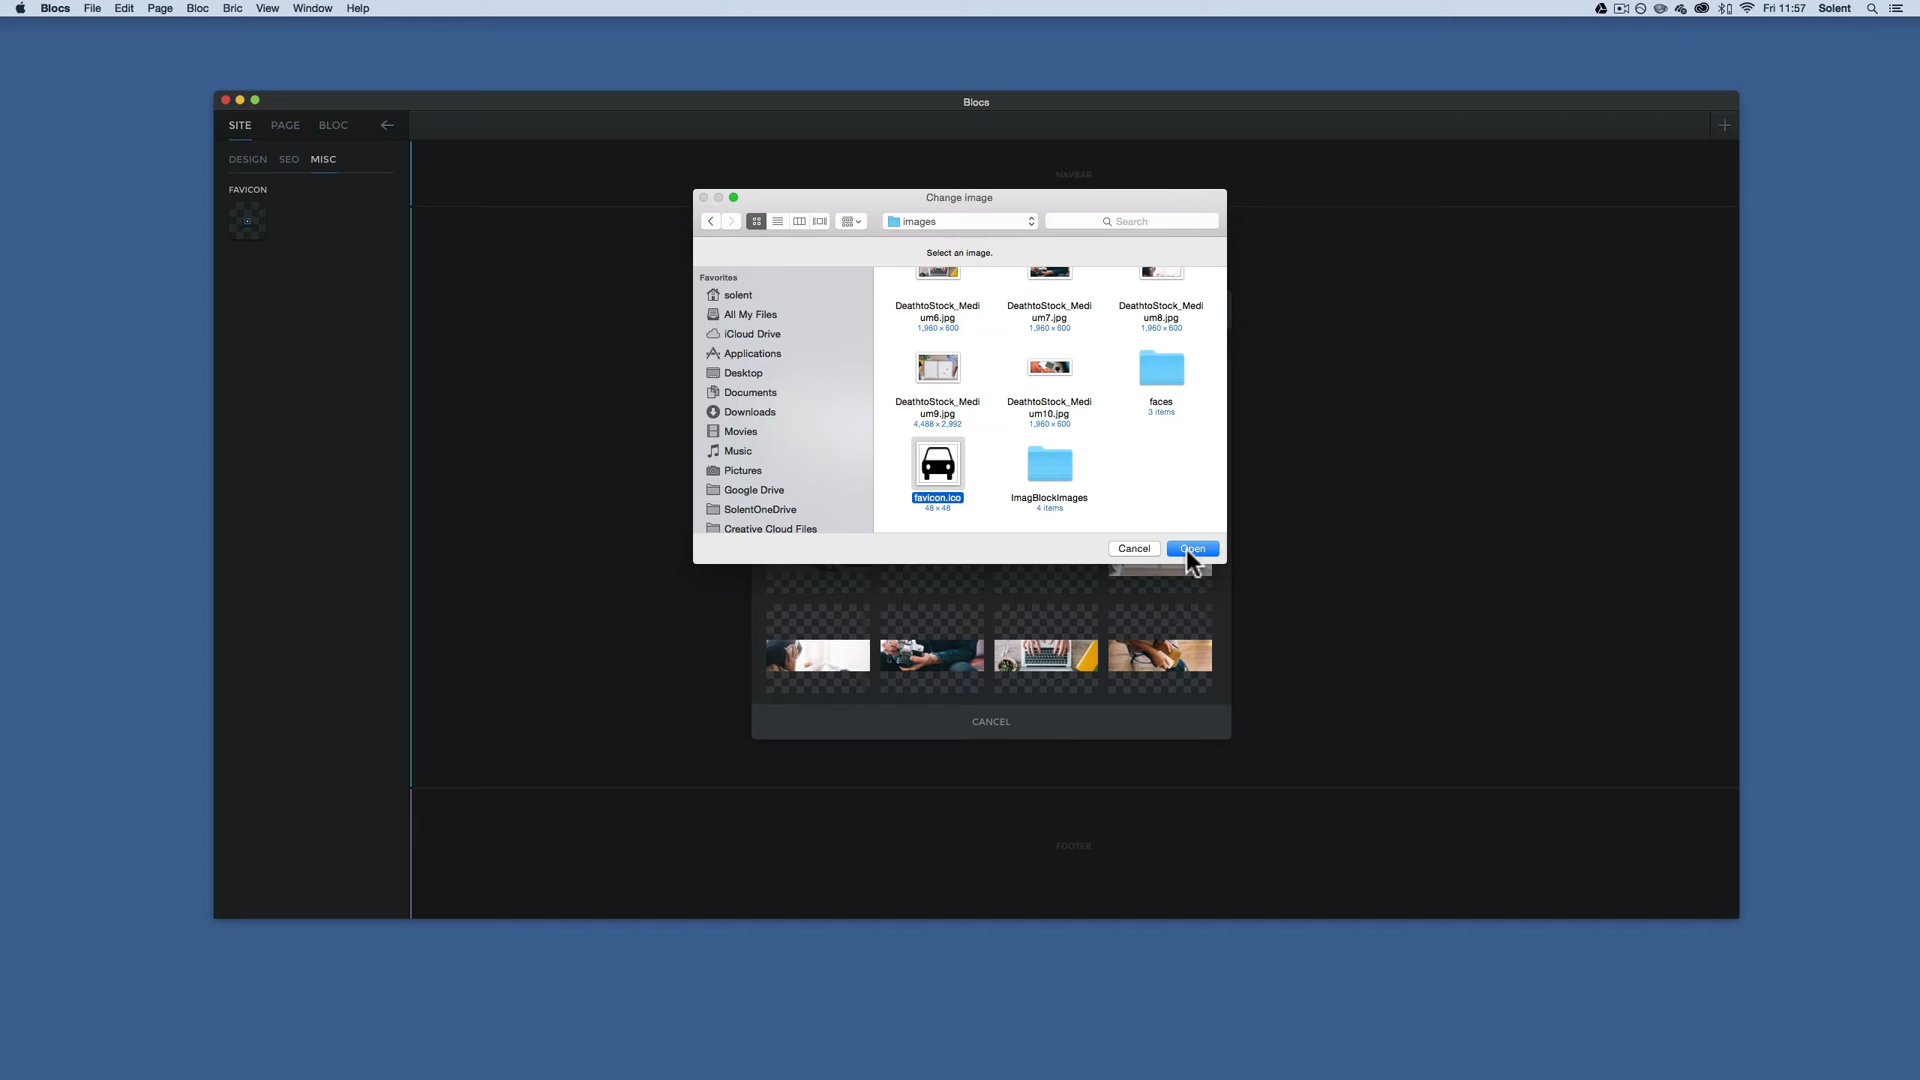 Blocs File Edit Page Bloc Bric View Window Help Fri 11:57 Solent
Blocs
SITE PAGE BLOC
DESIGN SEO MISC
FAVICON
NAVBAR
Change image
images
Search
Select an image.
Favorites
solent
All My Files
iCloud Drive
Applications
Desktop
Documents
Downloads
Movies
Music
Pictures
Google Drive
SolentOneDrive
Creative Cloud Files
DeathtoStock_Medi
um6.jpg
1,960 × 600
DeathtoStock_Medi
um7.jpg
1,960 × 600
DeathtoStock_Medi
um8.jpg
1,960 × 600
DeathtoStock_Medi
um9.jpg
4,488 × 2,992
DeathtoStock_Medi
um10.jpg
1,960 × 600
faces
3 items
favicon.ico
48 × 48
ImagBlockImages
4 items
Cancel Open
CANCEL
FOOTER